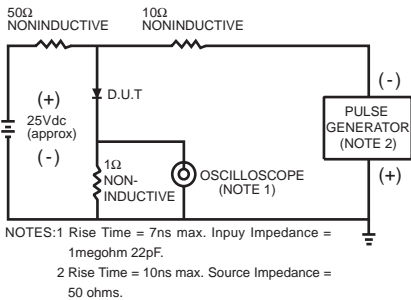 50Ω
NONINDUCTIVE
10Ω
NONINDUCTIVE
(+)
25Vdc
(approx)
(-)
D.U.T
1Ω
NON-
INDUCTIVE
OSCILLOSCOPE
(NOTE 1)
(-)
PULSE
GENERATOR
(NOTE 2)
(+)
NOTES:1 Rise Time = 7ns max. Inpuy Impedance =
1megohm 22pF.
2 Rise Time = 10ns max. Source Impedance =
50 ohms.